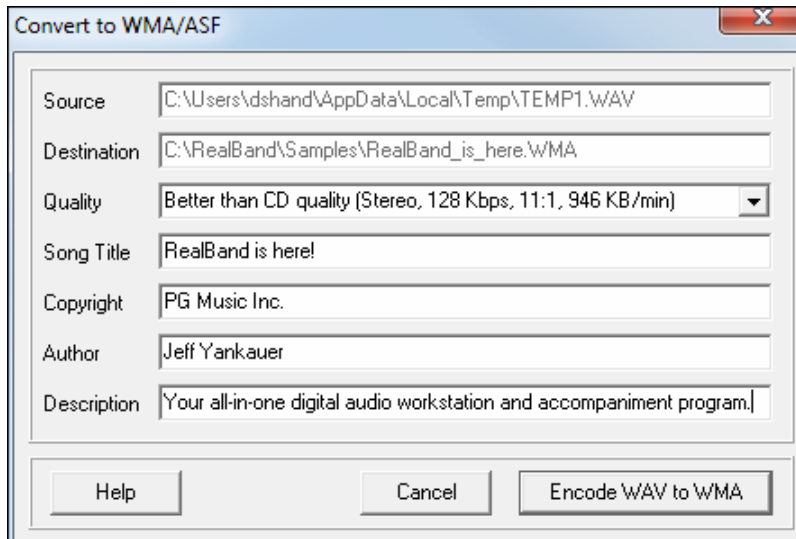 Convert to WMA/ASF
Source C:\Users\dshand\AppData\Local\Temp\TEMP1.WAV
Destination C:\RealBand\Samples\RealBand_is_here.WMA
Quality Better than CD quality (Stereo, 128 Kbps, 11:1, 946 KB/min)
Song Title RealBand is here!
Copyright PG Music Inc.
Author Jeff Yankauer
Description Your all-in-one digital audio workstation and accompaniment program.
Help Cancel Encode WAV to WMA